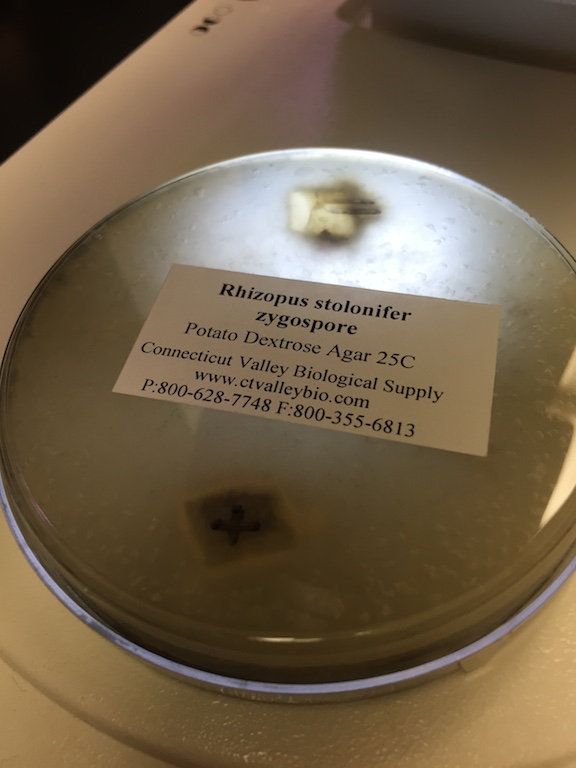 Rhizopus stolonifer
zygospore
Potato Dextrose Agar 25C
Connecticut Valley Biological Supply
www.ctvalleybio.com
P:800-628-7748 F:800-355-6813